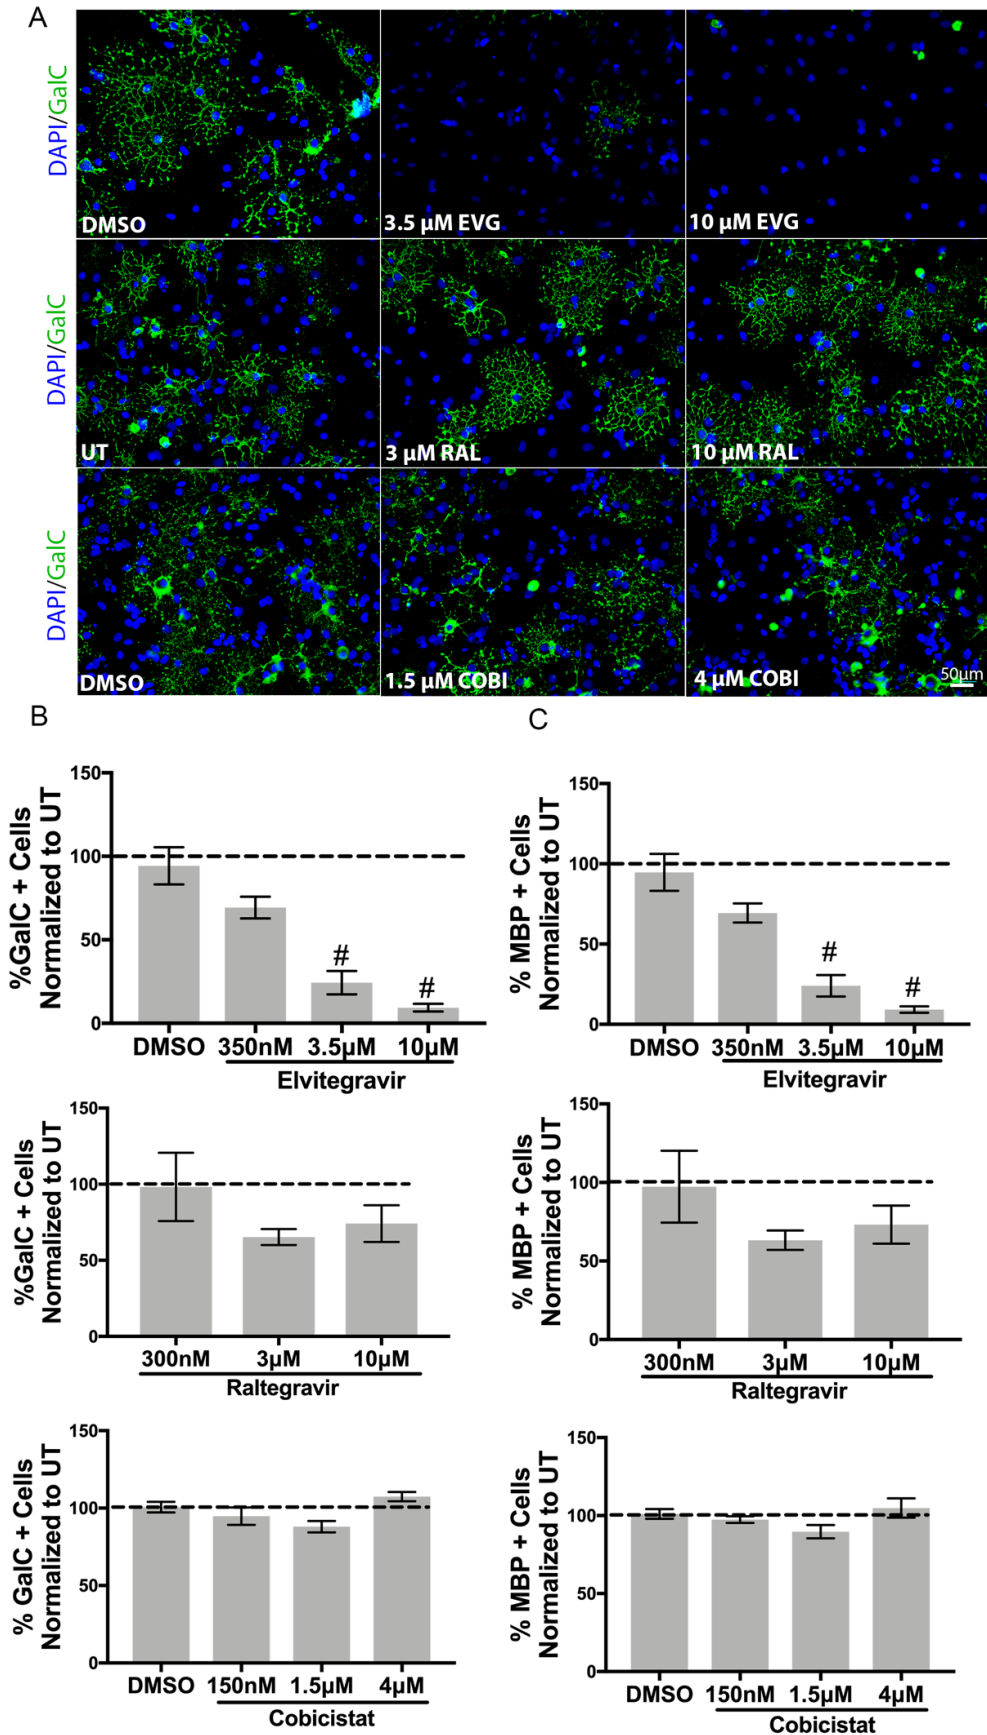 A
DAPI/GalC
DMSO
3.5 µM EVG
10 µM EVG
DAPI/GalC
UT
3 µM RAL
10 µM RAL
DAPI/GalC
DMSO
1.5 µM COBI
4 µM COBI
50µm
B
%GalC + Cells
Normalized to UT
150
100
50
0
# #
DMSO 350nM 3.5µM 10µM
Elvitegravir
%GalC + Cells
Normalized to UT
150
100
50
0
300nM 3µM 10µM
Raltegravir
% GalC + Cells
Normalized to UT
150
100
50
0
DMSO 150nM 1.5µM 4µM
Cobicistat
C
% MBP + Cells
Normalized to UT
150
100
50
0
# #
DMSO 350nM 3.5µM 10µM
Elvitegravir
% MBP + Cells
Normalized to UT
150
100
50
0
300nM 3µM 10µM
Raltegravir
% MBP + Cells
Normalized to UT
150
100
50
0
DMSO 150nM 1.5µM 4µM
Cobicistat